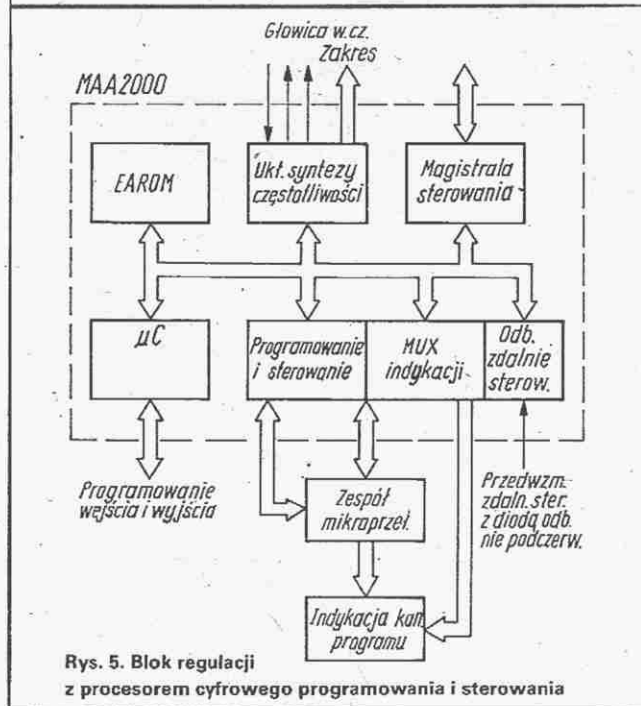 Głowica w.cz.
Zakres
MAA2000
EAROM
Ukł. syntezy
częstotliwości
Magistrala
sterowania
μC
Programowanie
i sterowanie
MUX
indykacji
Odb.
zdalnie
sterow.
Programowanie
wejścia i wyjścia
Zespół
mikroprzeł.
Przedwzm.
zdaln. ster.
z diodą odb.
nie podczerw.
Indykacja kan.
programu
Rys. 5. Blok regulacji
z procesorem cyfrowego programowania i sterowania